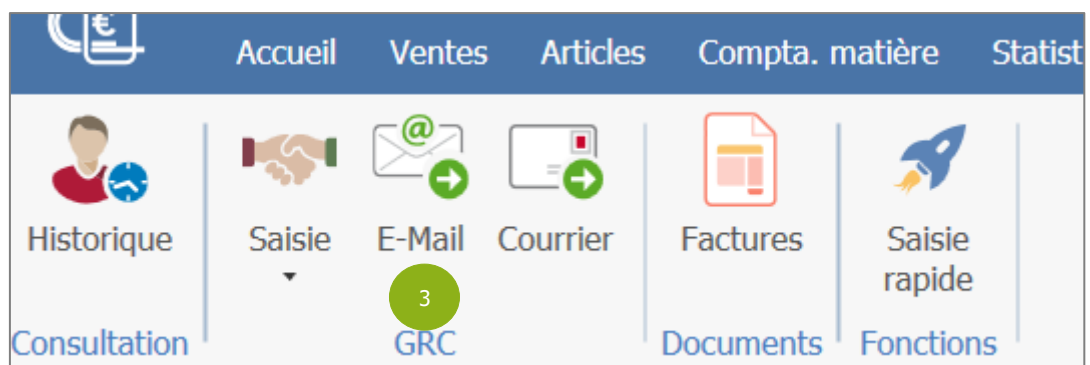 Accueil Ventes Articles Compta. matière Statist
Historique Saisie E-Mail Courrier Factures Saisie
rapide
3
Consultation GRC Documents Fonctions